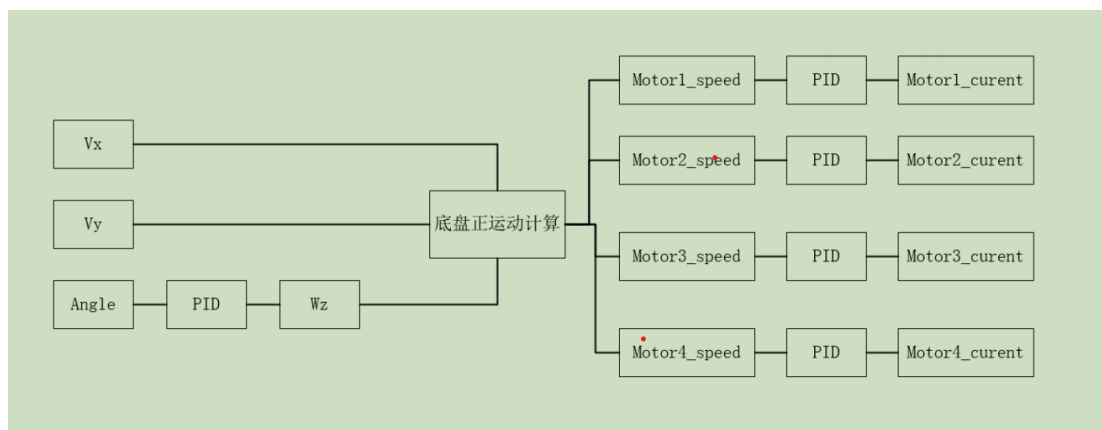 Motor1_speed
PID
Motor1_curent
Vx
Motor2_speed
PID
Motor2_curent
Vy
底盘正运动计算
Motor3_speed
PID
Motor3_curent
Angle
PID
Wz
Motor4_speed
PID
Motor4_curent